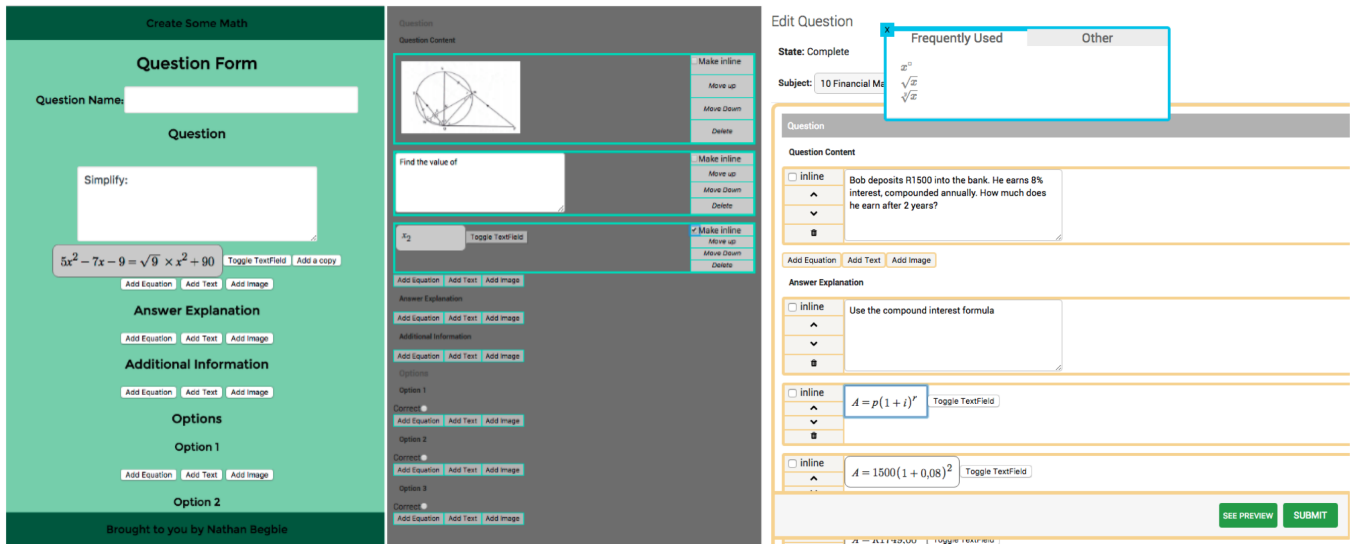 Create Some Math
Question Form
Question Name:
Question
Simplify:
5x² − 7x − 9 = √9 × x² + 90
Toggle TextField Add a copy
Add Equation Add Text Add Image
Answer Explanation
Add Equation Add Text Add Image
Additional Information
Add Equation Add Text Add Image
Options
Option 1
Add Equation Add Text Add Image
Option 2
Brought to you by Nathan Begbie
Question
Question Content
Make inline
Move up
Move Down
Delete
Find the value of
Make inline
Move up
Move Down
Delete
x₂ Toggle TextField
Make inline
Move up
Move Down
Delete
Add Equation Add Text Add Image
Answer Explanation
Add Equation Add Text Add Image
Additional Information
Add Equation Add Text Add Image
Options
Option 1
Correct
Add Equation Add Text Add Image
Option 2
Correct
Add Equation Add Text Add Image
Option 3
Correct
Add Equation Add Text Add Image
Edit Question
State: Complete
Subject: 10 Financial Ma
x
Frequently Used Other
√x
∛x
Question
Question Content
inline
Bob deposits R1500 into the bank. He earns 8%
interest, compounded annually. How much does
he earn after 2 years?
Add Equation Add Text Add Image
Answer Explanation
inline
Use the compound interest formula
inline
A = p(1 + i)ʳ Toggle TextField
inline
A = 1500(1 + 0,08)² Toggle TextField
SEE PREVIEW SUBMIT